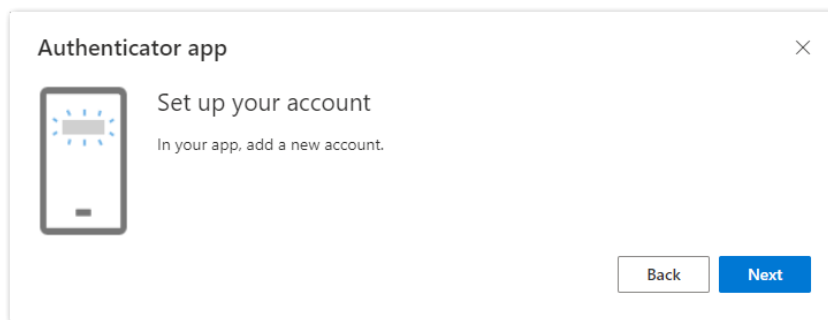 Authenticator app
Set up your account
In your app, add a new account.
Back
Next